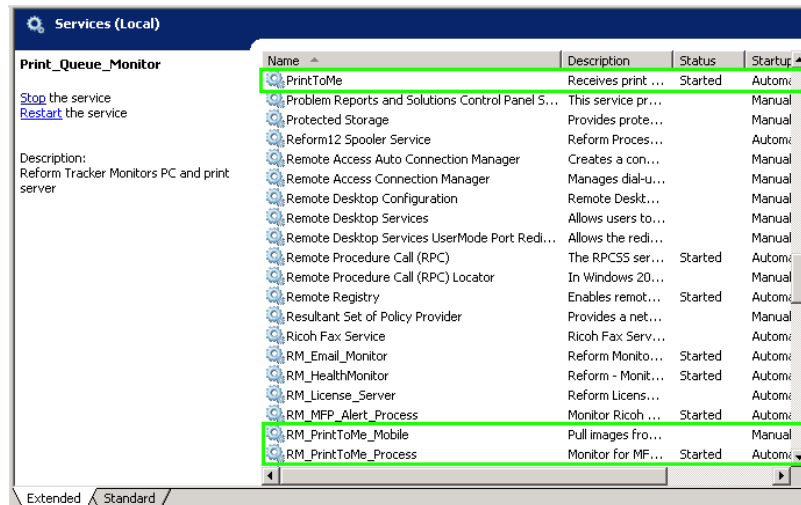 Services (Local)
Print_Queue_Monitor
Stop the service
Restart the service
Description:
Reform Tracker Monitors PC and print
server
Name Description Status Startup
PrintToMe Receives print ... Started Automa
Problem Reports and Solutions Control Panel S... This service pr... Manual
Protected Storage Provides prote... Manual
Reform12 Spooler Service Reform Proces... Automa
Remote Access Auto Connection Manager Creates a con... Manual
Remote Access Connection Manager Manages dial-u... Manual
Remote Desktop Configuration Remote Deskt... Manual
Remote Desktop Services Allows users to... Manual
Remote Desktop Services UserMode Port Redi... Allows the redi... Manual
Remote Procedure Call (RPC) The RPCSS ser... Started Automa
Remote Procedure Call (RPC) Locator In Windows 20... Manual
Remote Registry Enables remot... Started Automa
Resultant Set of Policy Provider Provides a net... Manual
Ricoh Fax Service Ricoh Fax Serv... Automa
RM_Email_Monitor Reform Monito... Started Automa
RM_HealthMonitor Reform - Monit... Started Automa
RM_License_Server Reform Licens... Automa
RM_MFP_Alert_Process Monitor Ricoh ... Started Automa
RM_PrintToMe_Mobile Pull images fro... Manual
RM_PrintToMe_Process Monitor for MF... Started Automa
Extended Standard